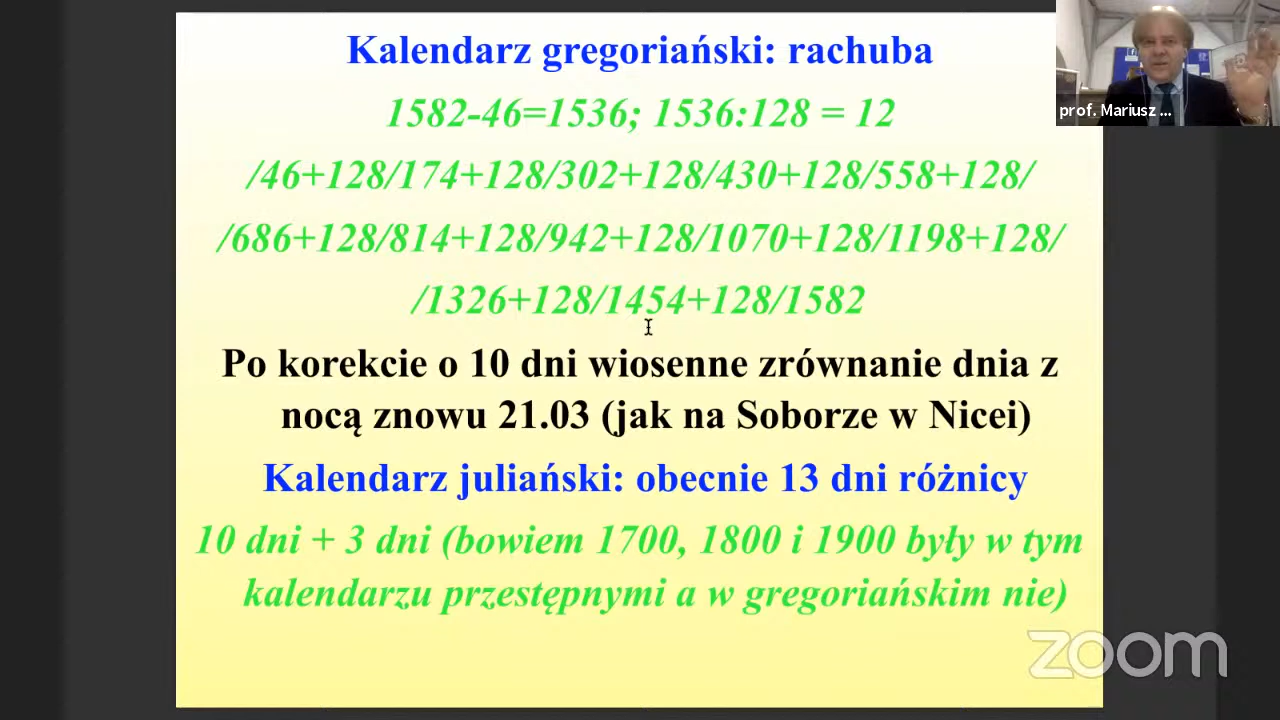 Kalendarz gregoriański: rachuba
1582-46=1536; 1536:128 = 12
/46+128/174+128/302+128/430+128/558+128/
/686+128/814+128/942+128/1070+128/1198+128/
/1326+128/1454+128/1582
Po korekcie o 10 dni wiosenne zrównanie dnia z
nocą znowu 21.03 (jak na Soborze w Nicei)
Kalendarz juliański: obecnie 13 dni różnicy
10 dni + 3 dni (bowiem 1700, 1800 i 1900 były w tym
kalendarzu przestępnymi a w gregoriańskim nie)
prof. Mariusz ...
zoom